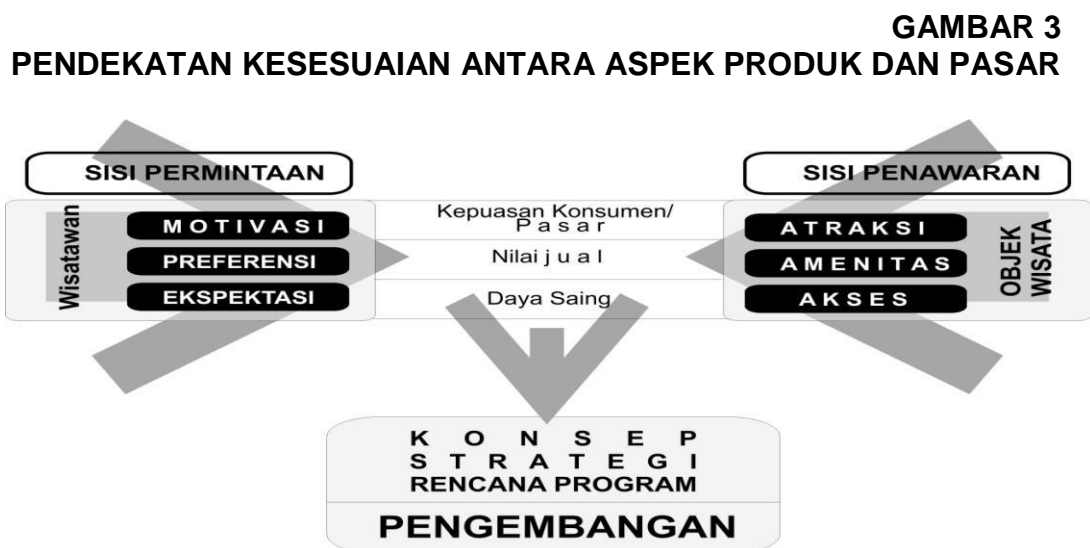 GAMBAR 3
PENDEKATAN KESESUAIAN ANTARA ASPEK PRODUK DAN PASAR
SISI PERMINTAAN
Wisatawan
MOTIVASI
PREFERENSI
EKSPEKTASI
Kepuasan Konsumen/
Pasar
Nilai jual
Daya Saing
SISI PENAWARAN
ATRAKSI
AMENITAS
AKSES
OBJEK
WISATA
KONSEP
STRATEGI
RENCANA PROGRAM
PENGEMBANGAN